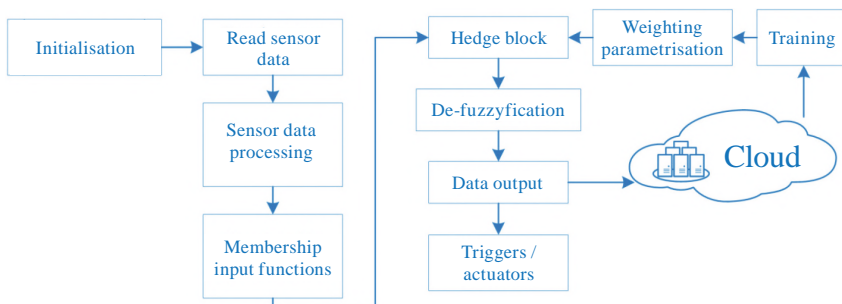 Initialisation
Read sensor
data
Sensor data
processing
Membership
input functions
Hedge block
Weighting
parametrisation
Training
De-fuzzyfication
Data output
Cloud
Triggers /
actuators